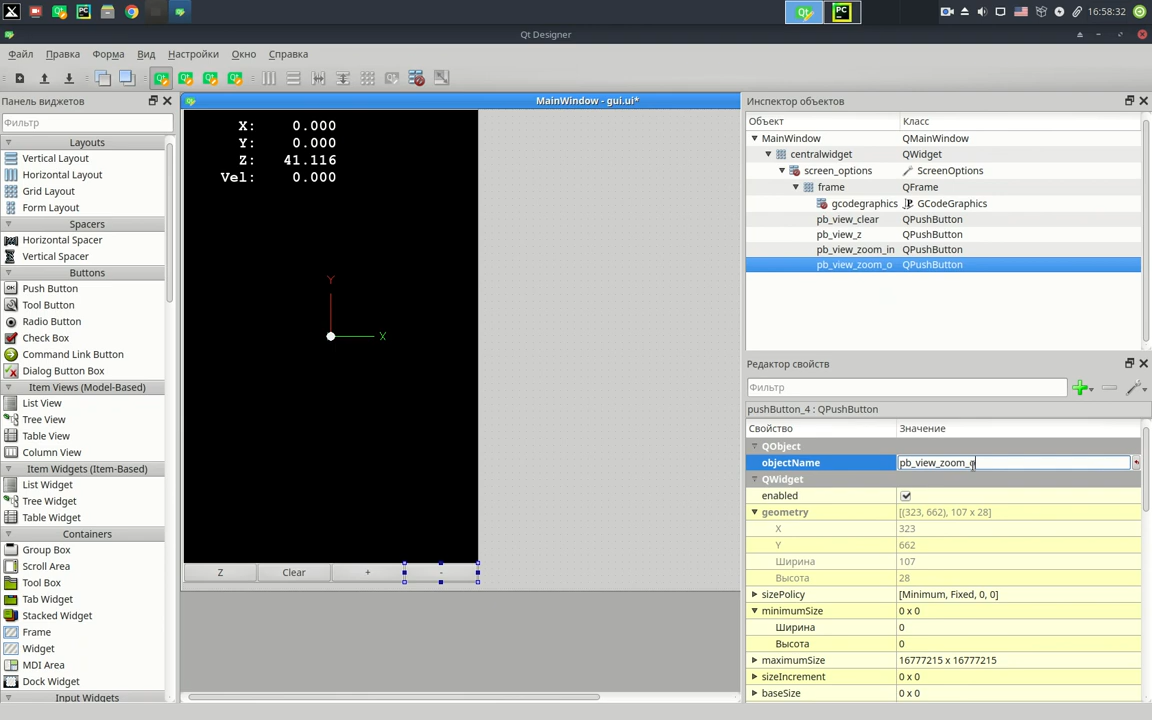 16:58:32
Qt Designer
Файл Правка Форма Вид Настройки Окно Справка
Панель виджетов
Фильтр
Layouts
Vertical Layout
Horizontal Layout
Grid Layout
Form Layout
Spacers
Horizontal Spacer
Vertical Spacer
Buttons
Push Button
Tool Button
Radio Button
Check Box
Command Link Button
Dialog Button Box
Item Views (Model-Based)
List View
Tree View
Table View
Column View
Item Widgets (Item-Based)
List Widget
Tree Widget
Table Widget
Containers
Group Box
Scroll Area
Tool Box
Tab Widget
Stacked Widget
Frame
Widget
MDI Area
Dock Widget
Input Widgets
MainWindow - gui.ui*
X: 0.000
Y: 0.000
Z: 41.116
Vel: 0.000
Y
X
Z Clear + -
Инспектор объектов
Объект Класс
MainWindow QMainWindow
centralwidget QWidget
screen_options ScreenOptions
frame QFrame
gcodegraphics GCodeGraphics
pb_view_clear QPushButton
pb_view_z QPushButton
pb_view_zoom_in QPushButton
pb_view_zoom_o QPushButton
Редактор свойств
Фильтр
pushButton_4 : QPushButton
Свойство Значение
QObject
objectName pb_view_zoom_o
QWidget
enabled
geometry [(323, 662), 107 x 28]
X 323
Y 662
Ширина 107
Высота 28
sizePolicy [Minimum, Fixed, 0, 0]
minimumSize 0 x 0
Ширина 0
Высота 0
maximumSize 16777215 x 16777215
sizeIncrement 0 x 0
baseSize 0 x 0